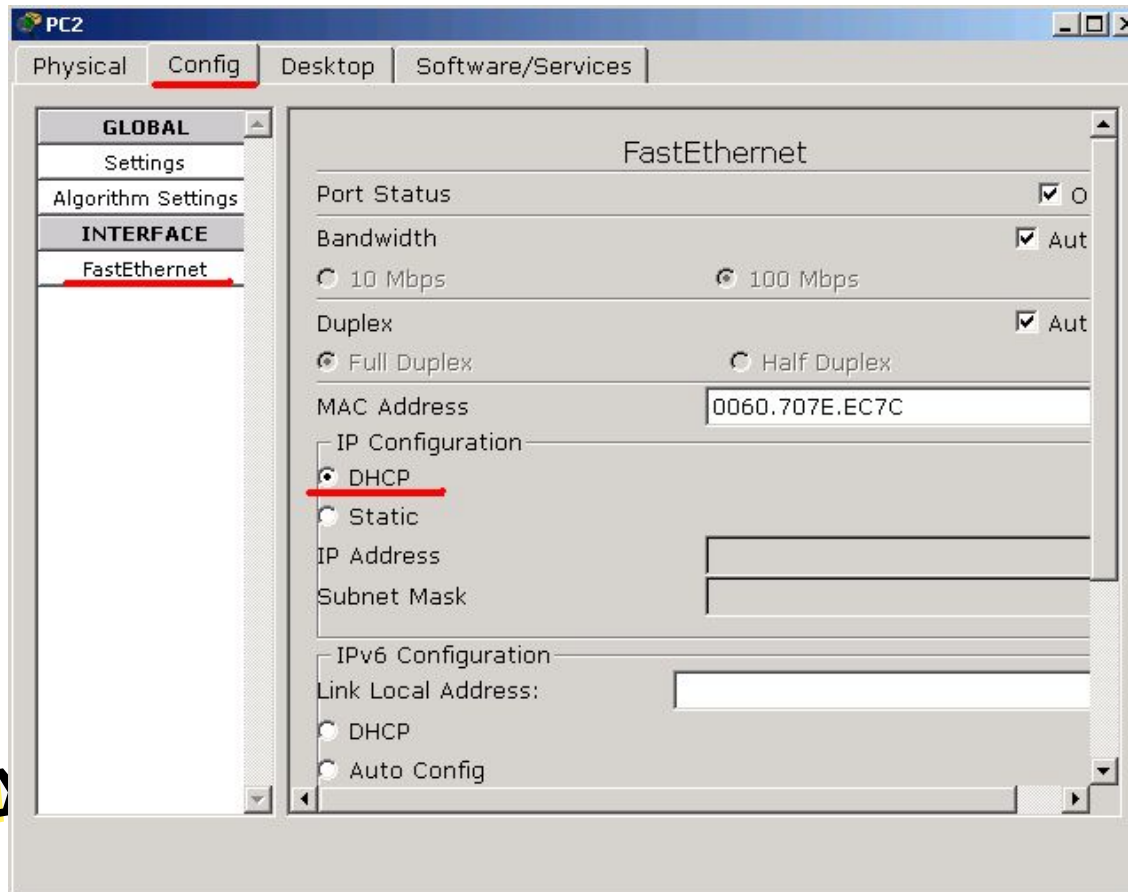 PC2
Physical Config Desktop Software/Services
GLOBAL
Settings
Algorithm Settings
INTERFACE
FastEthernet
FastEthernet
Port Status O
Bandwidth Aut
10 Mbps 100 Mbps
Duplex Aut
Full Duplex Half Duplex
MAC Address 0060.707E.EC7C
IP Configuration
DHCP
Static
IP Address
Subnet Mask
IPv6 Configuration
Link Local Address:
DHCP
Auto Config